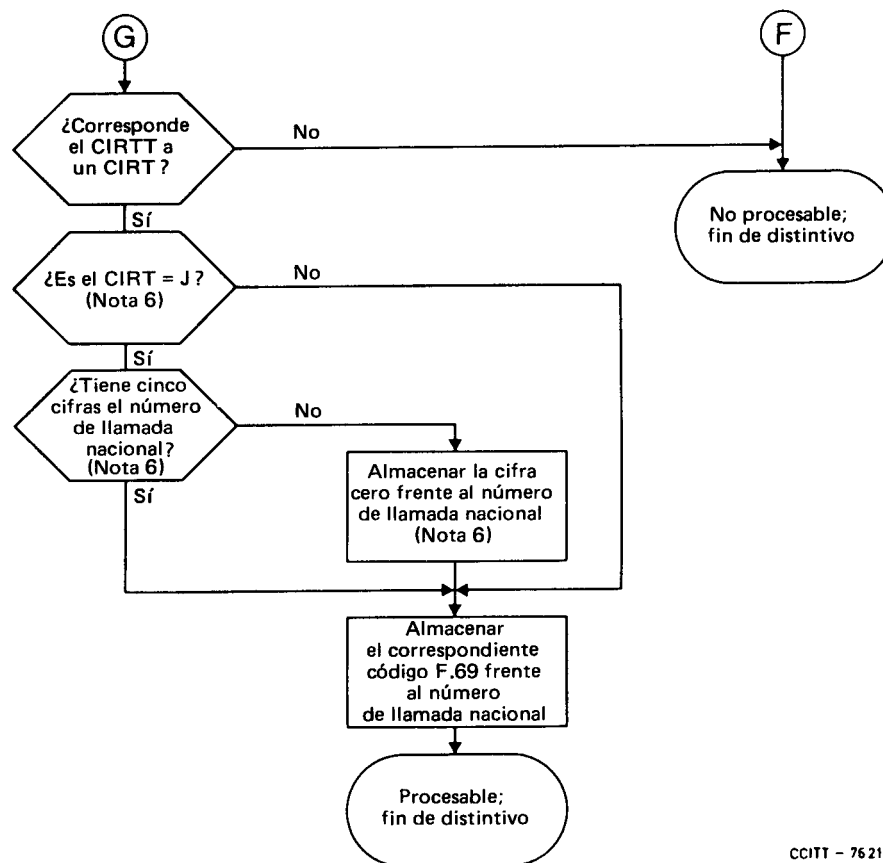 G
F
¿Corresponde
el CIRTT a
un CIRT?
No
Sí
No procesable;
fin de distintivo
¿Es el CIRT = J?
(Nota 6)
No
Sí
¿Tiene cinco
cifras el número
de llamada
nacional?
(Nota 6)
No
Sí
Almacenar la cifra
cero frente al número
de llamada nacional
(Nota 6)
Almacenar
el correspondiente
código F.69 frente
al número
de llamada nacional
Procesable;
fin de distintivo
CCITT - 7621